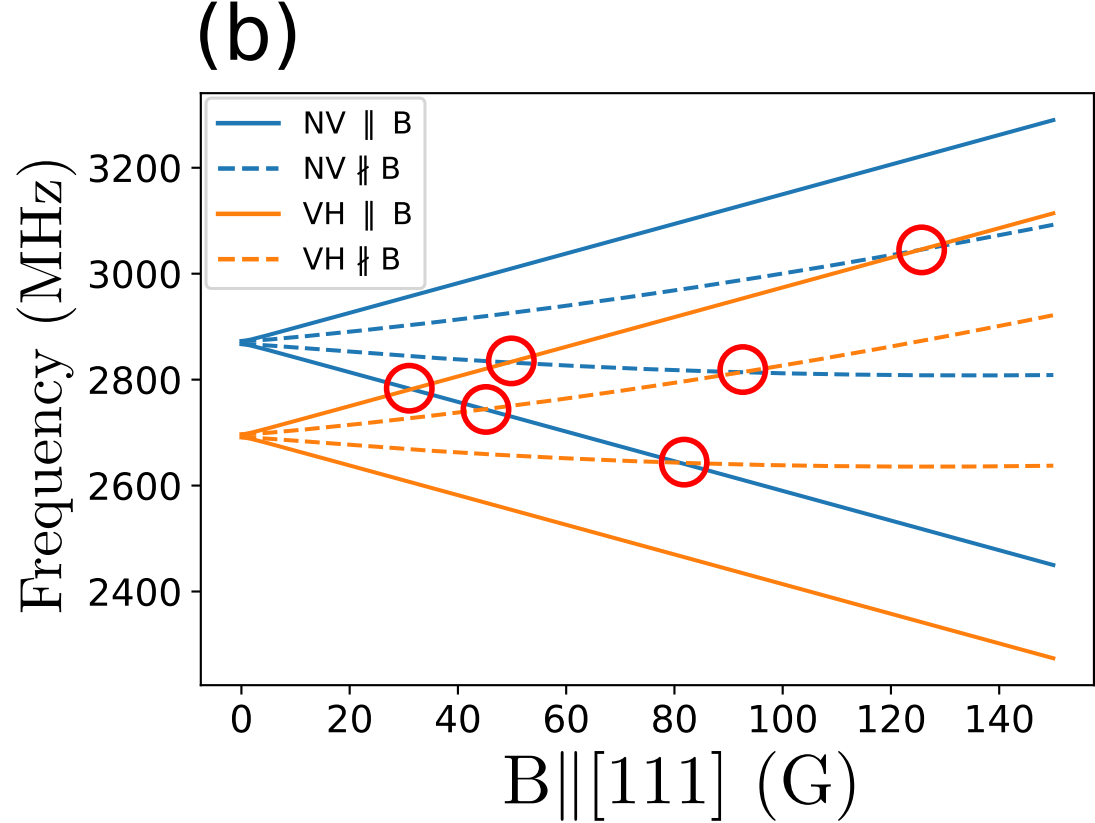 (b)
NV ∥ B
NV ∦ B
VH ∥ B
VH ∦ B
Frequency (MHz)
3200
3000
2800
2600
2400
0 20 40 60 80 100 120 140
B∥[111] (G)